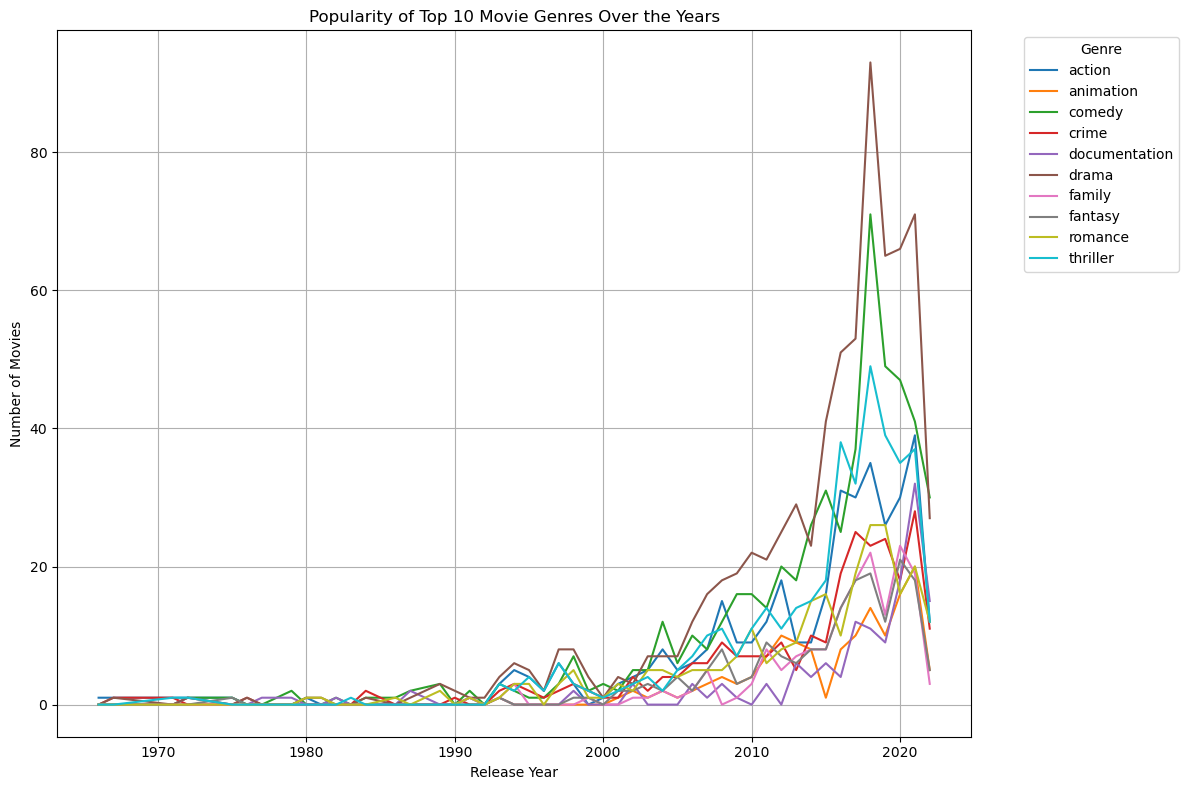 Popularity of Top 10 Movie Genres Over the Years
Genre
action
animation
comedy
crime
documentation
drama
family
fantasy
romance
thriller
80
60
40
20
0
Number of Movies
1970
1980
1990
2000
2010
2020
Release Year